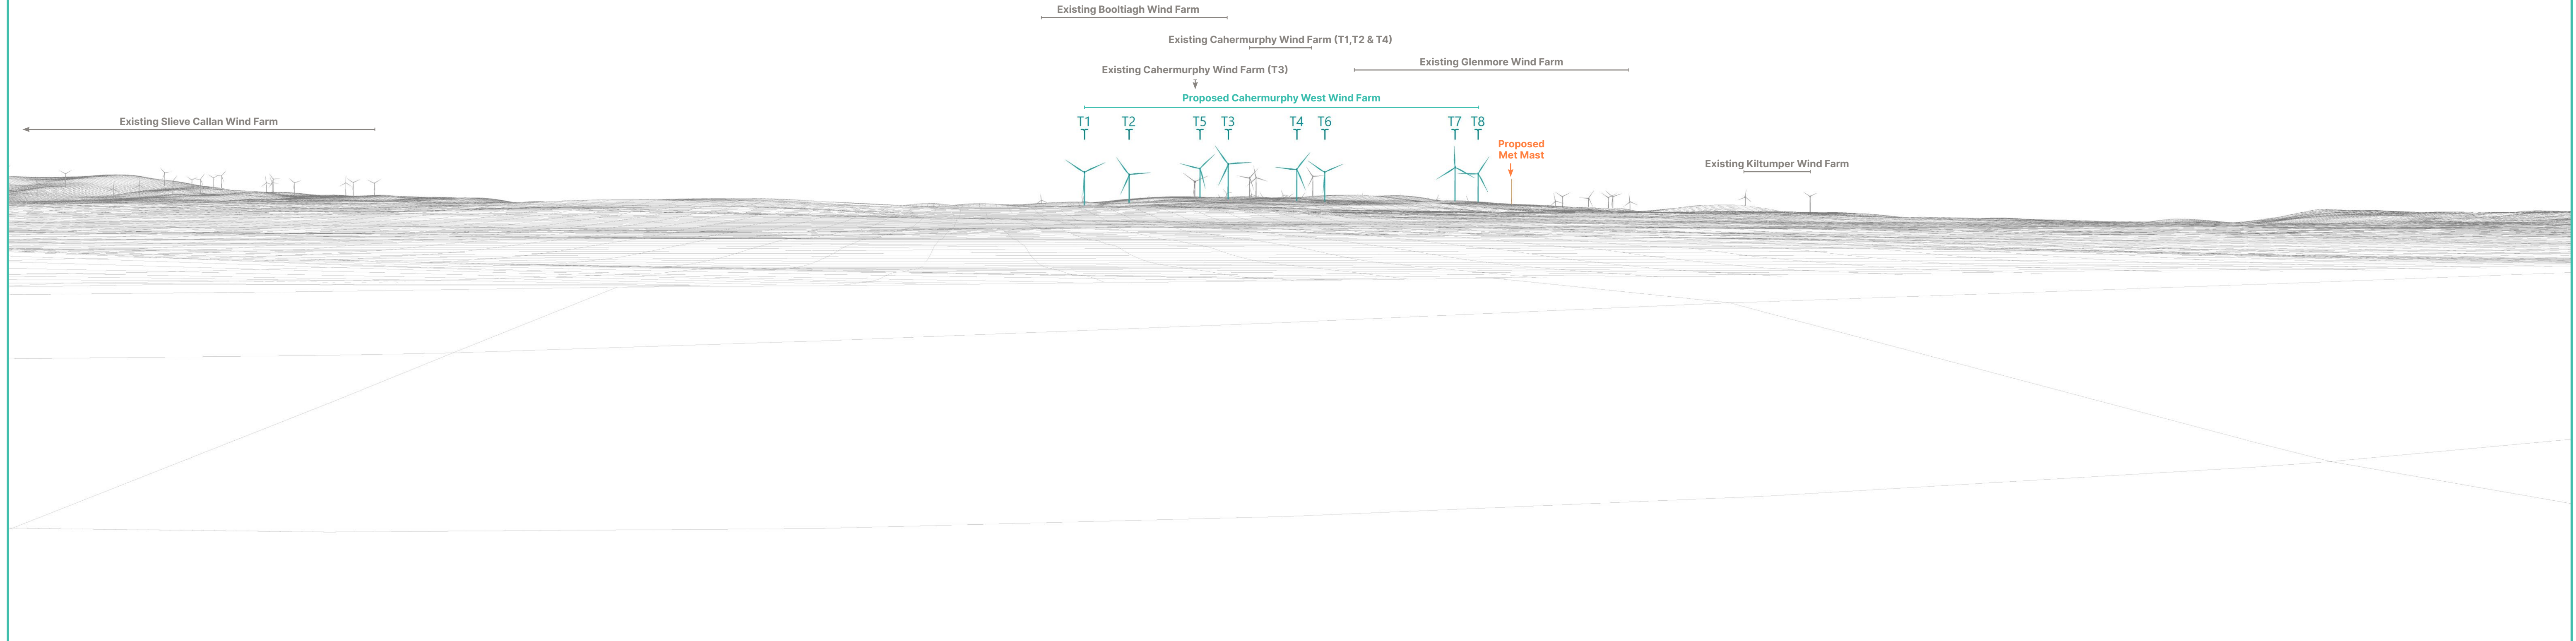 Existing Booltiagh Wind Farm
Existing Cahermurphy Wind Farm (T1,T2 & T4)
Existing Glenmore Wind Farm
Existing Cahermurphy Wind Farm (T3)
Proposed Cahermurphy West Wind Farm
Existing Slieve Callan Wind Farm
T1 T2 T5 T3 T4 T6 T7 T8
Proposed
Met Mast
Existing Kiltumper Wind Farm